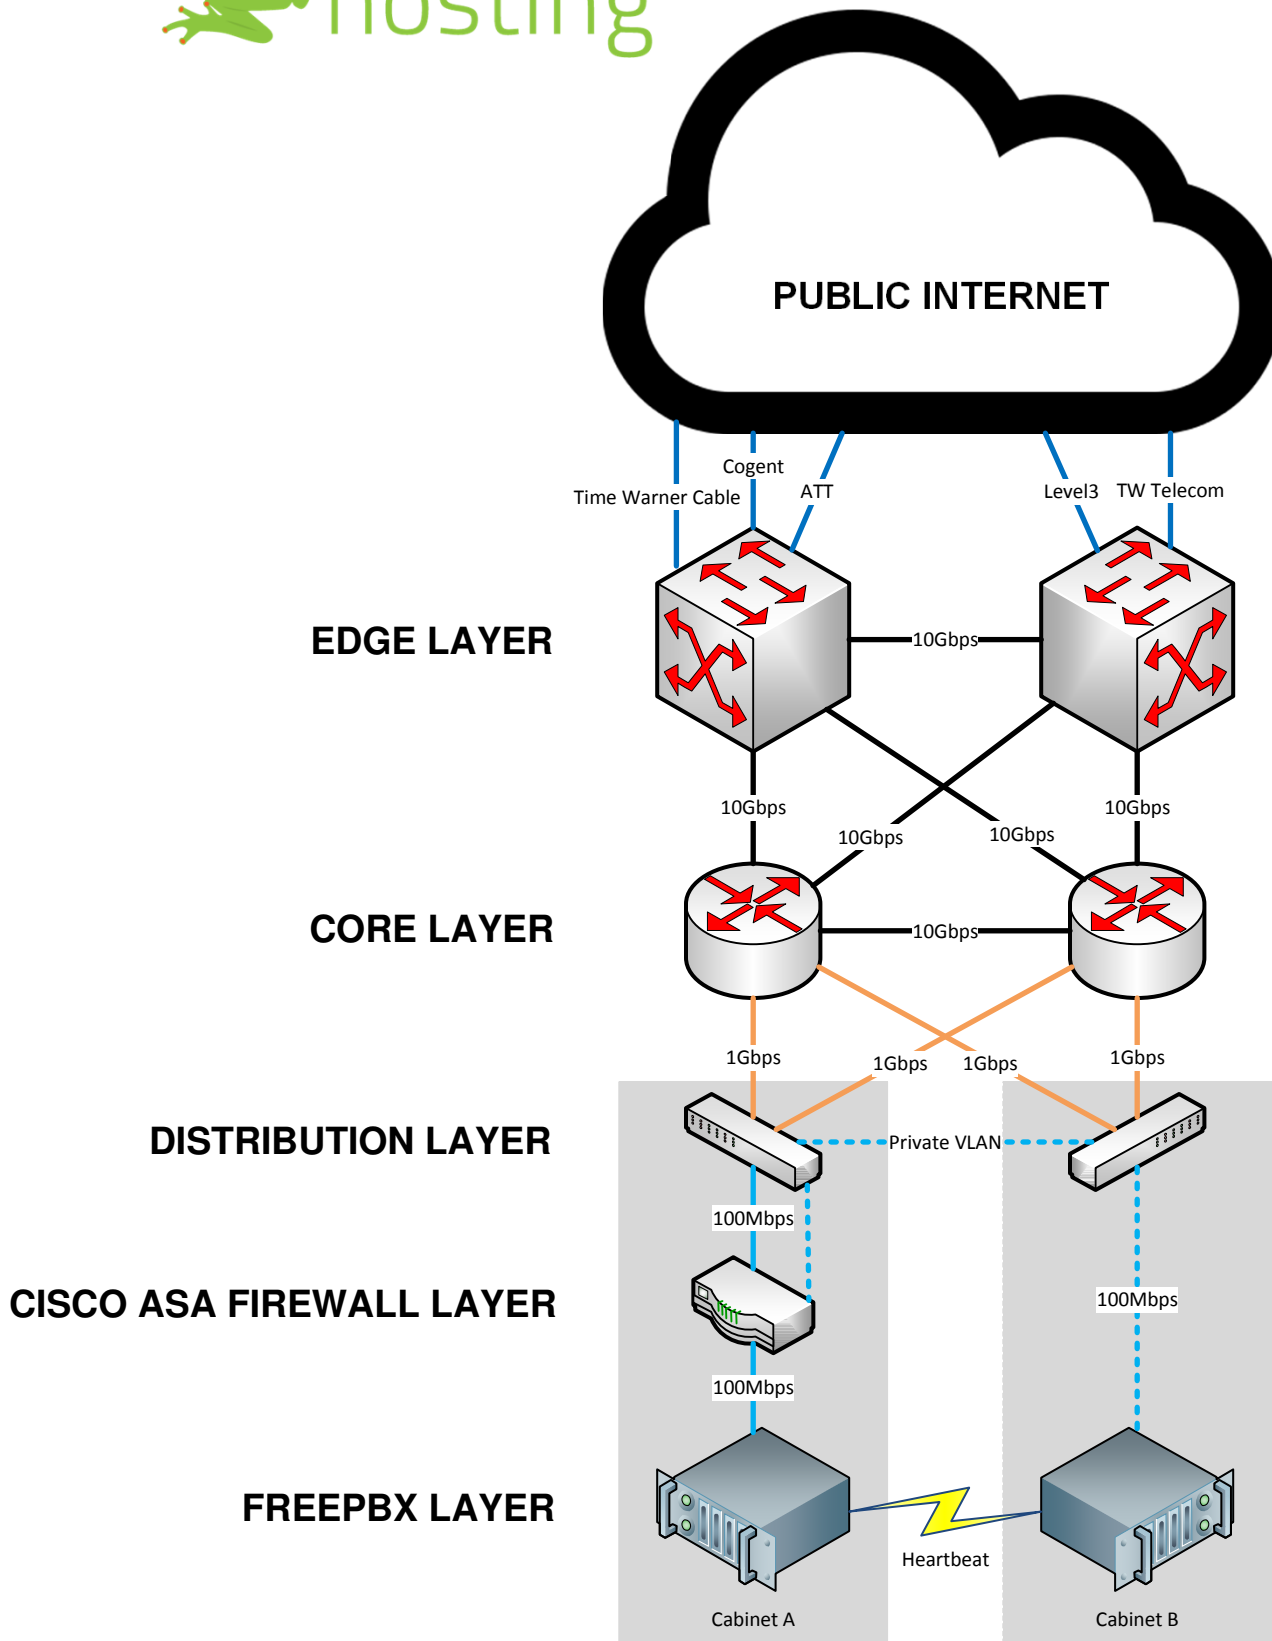 hosting
PUBLIC INTERNET
Cogent
Time Warner Cable
ATT
Level3
TW Telecom
EDGE LAYER
10Gbps
10Gbps
10Gbps
10Gbps
10Gbps
CORE LAYER
10Gbps
1Gbps
1Gbps
1Gbps
1Gbps
DISTRIBUTION LAYER
Private VLAN
100Mbps
CISCO ASA FIREWALL LAYER
100Mbps
100Mbps
FREEPBX LAYER
Heartbeat
Cabinet A
Cabinet B